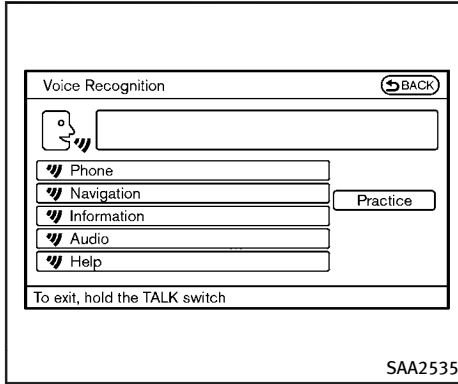 Voice Recognition
BACK
Phone
Navigation
Practice
Information
Audio
Help
To exit, hold the TALK switch
SAA2535